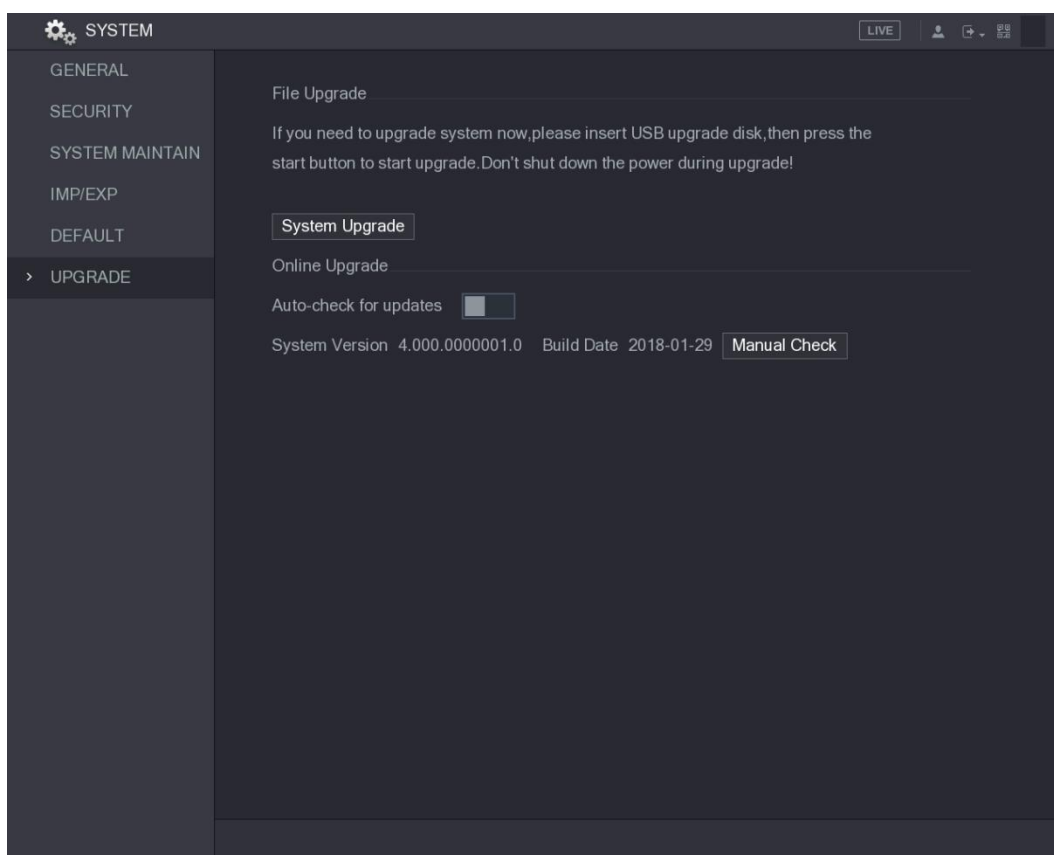 SYSTEM
LIVE
GENERAL
SECURITY
SYSTEM MAINTAIN
IMP/EXP
DEFAULT
UPGRADE
File Upgrade
If you need to upgrade system now,please insert USB upgrade disk,then press the
start button to start upgrade.Don't shut down the power during upgrade!
System Upgrade
Online Upgrade
Auto-check for updates
System Version 4.000.0000001.0 Build Date 2018-01-29 Manual Check